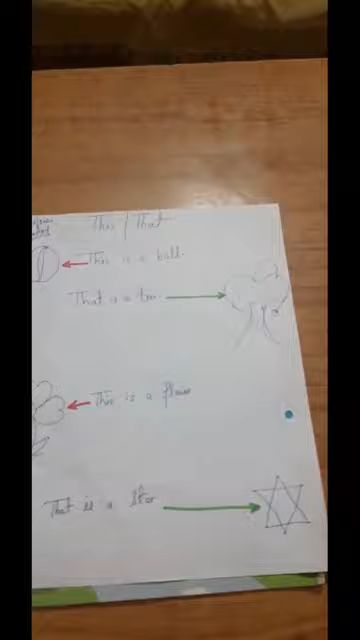 This / That
This is a ball.
That is a tree.
This is a flower
That is a star